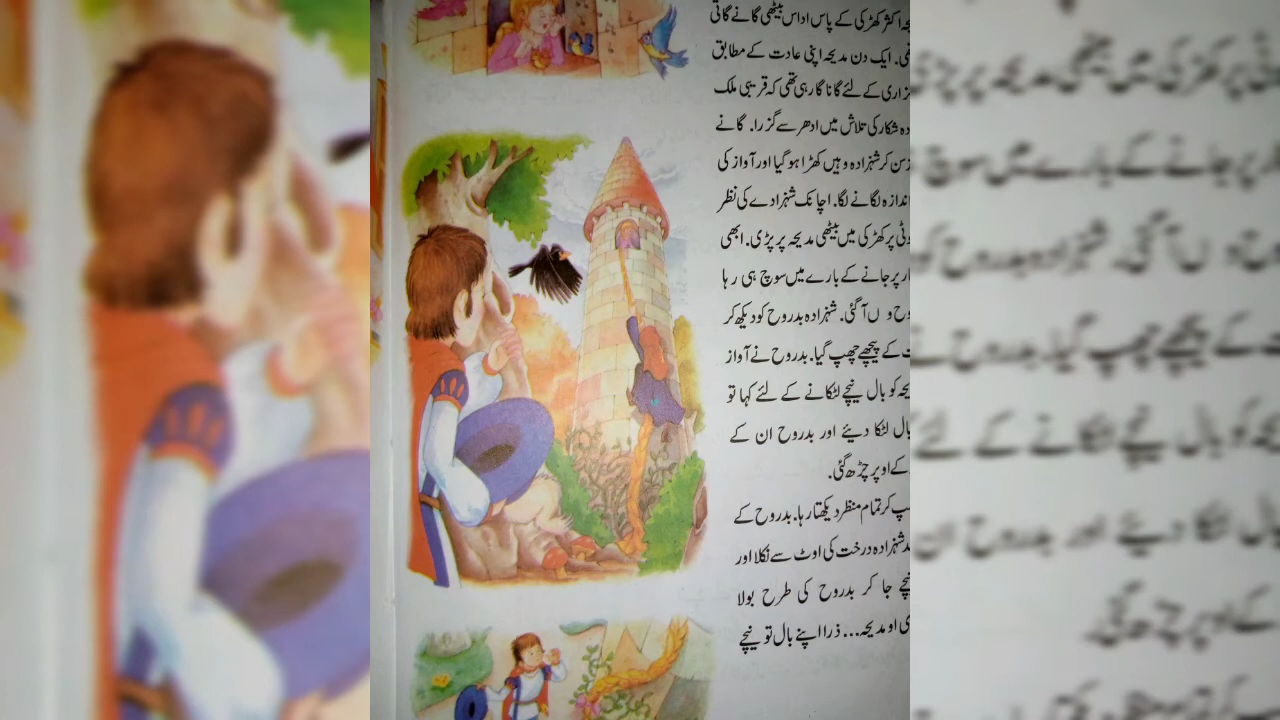 اکثر کھڑکی کے پاس اداس بیٹھی گانے گاتی
ایک دن مدیحہ اپنی عادت کے مطابق
کے لئے گانا گا رہی تھی کہ قریبی ملک
شکار کی تلاش میں ادھر سے گزرا۔ گانے
سن کر شہزادہ وہیں کھڑا ہو گیا اور آواز کی
اندازہ لگانے لگا۔ اچانک شہزادے کی نظر
پر کھڑکی میں بیٹھی مدیحہ پر پڑی۔ ابھی
پر جانے کے بارے میں سوچ ہی رہا
آ گئی۔ شہزادہ بدروح کو دیکھ کر
کے پیچھے چھپ گیا۔ بدروح نے آواز
کو بال نیچے لٹکانے کے لئے کہا تو
بال لٹکا دیئے اور بدروح ان کے
کے اوپر چڑھ گئی۔
کر تمام منظر دیکھتا رہا۔ بدروح کے
شہزادہ درخت کی اوٹ سے نکلا اور
نیچے جا کر بدروح کی طرح بولا
او مدیحہ... ذرا اپنے بال تو نیچے